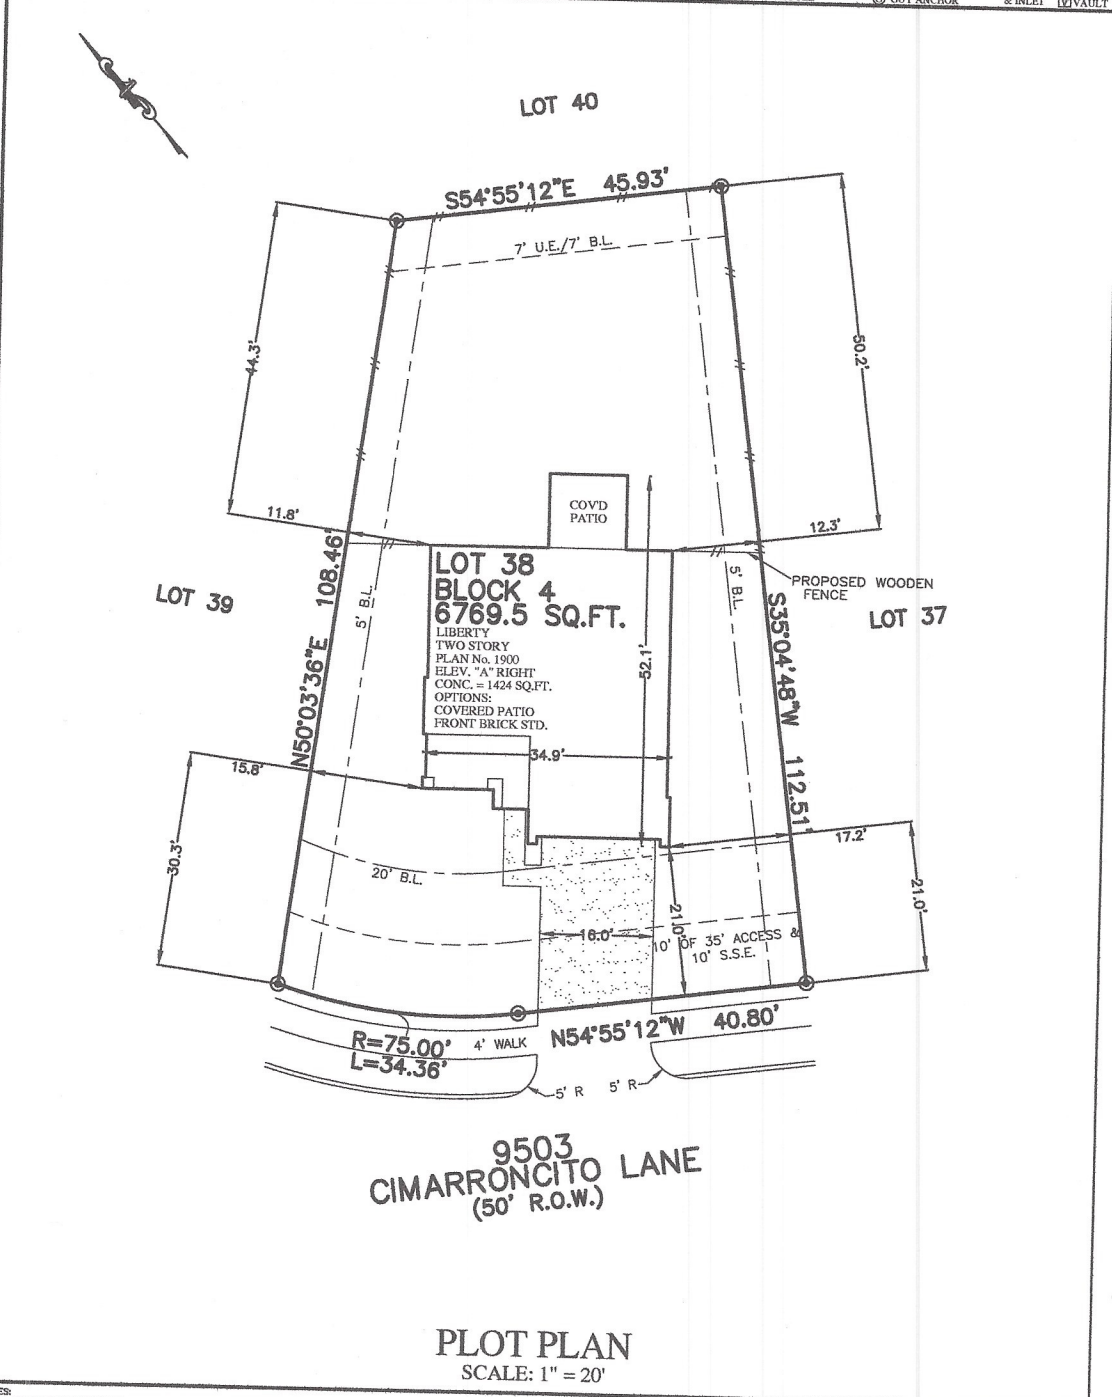 GUY ANCHOR
& INLET
VAULT
LOT 40
S54°55'12"E 45.93'
7' U.E./7' B.L.
44.3'
50.2'
COV'D
PATIO
11.8'
12.3'
LOT 38
BLOCK 4
6769.5 SQ.FT.
LIBERTY
TWO STORY
PLAN No. 1900
ELEV. "A" RIGHT
CONC. = 1424 SQ.FT.
OPTIONS:
COVERED PATIO
FRONT BRICK STD.
5' B.L.
5' B.L.
PROPOSED WOODEN
FENCE
LOT 39
LOT 37
N50°03'36"E 108.46'
S35°04'48"W 112.51'
52.1'
34.9'
15.8'
17.2'
30.3'
20' B.L.
21.0'
21.0'
16.0'
10' OF 35' ACCESS &
10' S.S.E.
R=75.00'
L=34.36'
4' WALK
N54°55'12"W 40.80'
5' R
5' R
9503
CIMARRONCITO LANE
(50' R.O.W.)
PLOT PLAN
SCALE: 1" = 20'